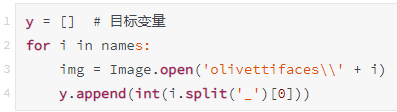 1 y = []  # 目标变量
2 for i in names:
3     img = Image.open('olivettifaces\\' + i)
4     y.append(int(i.split('_')[0]))